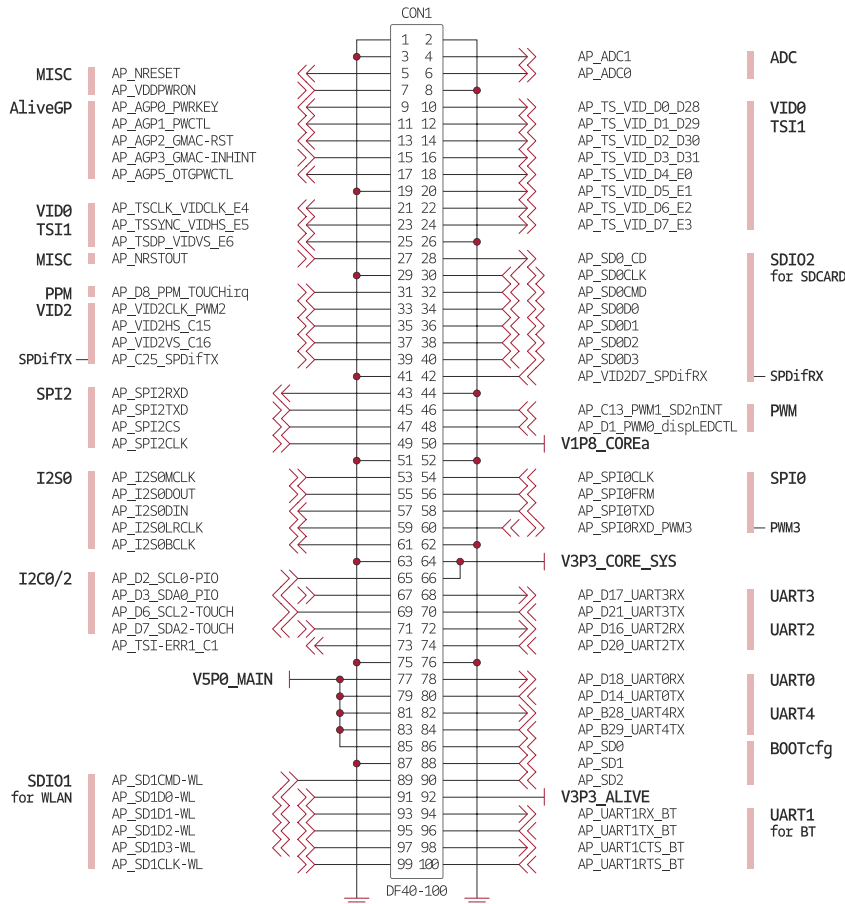 CON1
1 2
3 4 AP_ADC1 ADC
MISC AP_NRESET 5 6 AP_ADC0
AP_VDDPWRON 7 8
AliveGP AP_AGP0_PWRKEY 9 10 AP_TS_VID_D0_D28 VID0
AP_AGP1_PWCTL 11 12 AP_TS_VID_D1_D29 TSI1
AP_AGP2_GMAC-RST 13 14 AP_TS_VID_D2_D30
AP_AGP3_GMAC-INHINT 15 16 AP_TS_VID_D3_D31
AP_AGP5_OTGPWCTL 17 18 AP_TS_VID_D4_E0
19 20 AP_TS_VID_D5_E1
VID0 AP_TSCLK_VIDCLK_E4 21 22 AP_TS_VID_D6_E2
TSI1 AP_TSSYNC_VIDHS_E5 23 24 AP_TS_VID_D7_E3
AP_TSDP_VIDVS_E6 25 26
MISC AP_NRSTOUT 27 28 AP_SD0_CD SDIO2
29 30 AP_SD0CLK for SDCARD
PPM AP_D8_PPM_TOUCHirq 31 32 AP_SD0CMD
VID2 AP_VID2CLK_PWM2 33 34 AP_SD0D0
AP_VID2HS_C15 35 36 AP_SD0D1
AP_VID2VS_C16 37 38 AP_SD0D2
SPDifTX AP_C25_SPDifTX 39 40 AP_SD0D3
41 42 AP_VID2D7_SPDifRX SPDifRX
SPI2 AP_SPI2RXD 43 44
AP_SPI2TXD 45 46 AP_C13_PWM1_SD2nINT PWM
AP_SPI2CS 47 48 AP_D1_PWM0_dispLEDCTL
AP_SPI2CLK 49 50 V1P8_COREa
51 52
I2S0 AP_I2S0MCLK 53 54 AP_SPI0CLK SPI0
AP_I2S0DOUT 55 56 AP_SPI0FRM
AP_I2S0DIN 57 58 AP_SPI0TXD
AP_I2S0LRCLK 59 60 AP_SPI0RXD_PWM3 PWM3
AP_I2S0BCLK 61 62
63 64 V3P3_CORE_SYS
I2C0/2 AP_D2_SCL0-PIO 65 66
AP_D3_SDA0_PIO 67 68 AP_D17_UART3RX UART3
AP_D6_SCL2-TOUCH 69 70 AP_D21_UART3TX
AP_D7_SDA2-TOUCH 71 72 AP_D16_UART2RX UART2
AP_TSI-ERR1_C1 73 74 AP_D20_UART2TX
75 76
V5P0_MAIN 77 78 AP_D18_UART0RX UART0
79 80 AP_D14_UART0TX
81 82 AP_B28_UART4RX UART4
83 84 AP_B29_UART4TX
85 86 AP_SD0 BOOTcfg
87 88 AP_SD1
SDIO1 AP_SD1CMD-WL 89 90 AP_SD2
for WLAN AP_SD1D0-WL 91 92 V3P3_ALIVE
AP_SD1D1-WL 93 94 AP_UART1RX_BT UART1
AP_SD1D2-WL 95 96 AP_UART1TX_BT for BT
AP_SD1D3-WL 97 98 AP_UART1CTS_BT
AP_SD1CLK-WL 99 100 AP_UART1RTS_BT
DF40-100